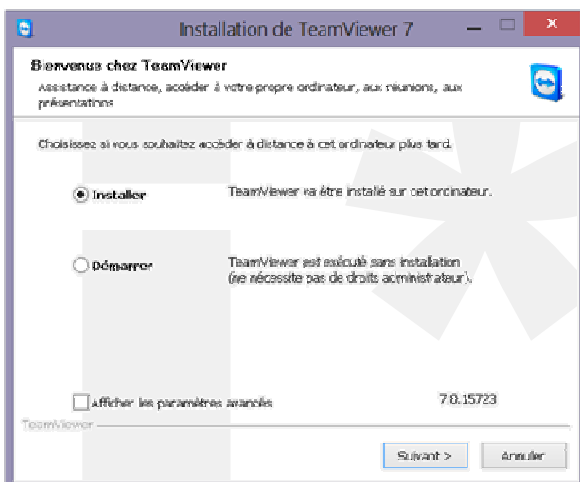 Installation de TeamViewer 7
Bienvenue chez TeamViewer
Assistance à distance, accéder à votre propre ordinateur, aux réunions, aux
présentations
Choisissez si vous souhaitez accéder à distance à cet ordinateur plus tard.
Installer
TeamViewer va être installé sur cet ordinateur.
Démarrer
TeamViewer est exécuté sans installation
(ne nécessite pas de droits administrateur).
Afficher les paramètres avancés
7.0.15723
TeamViewer
Suivant >
Annuler